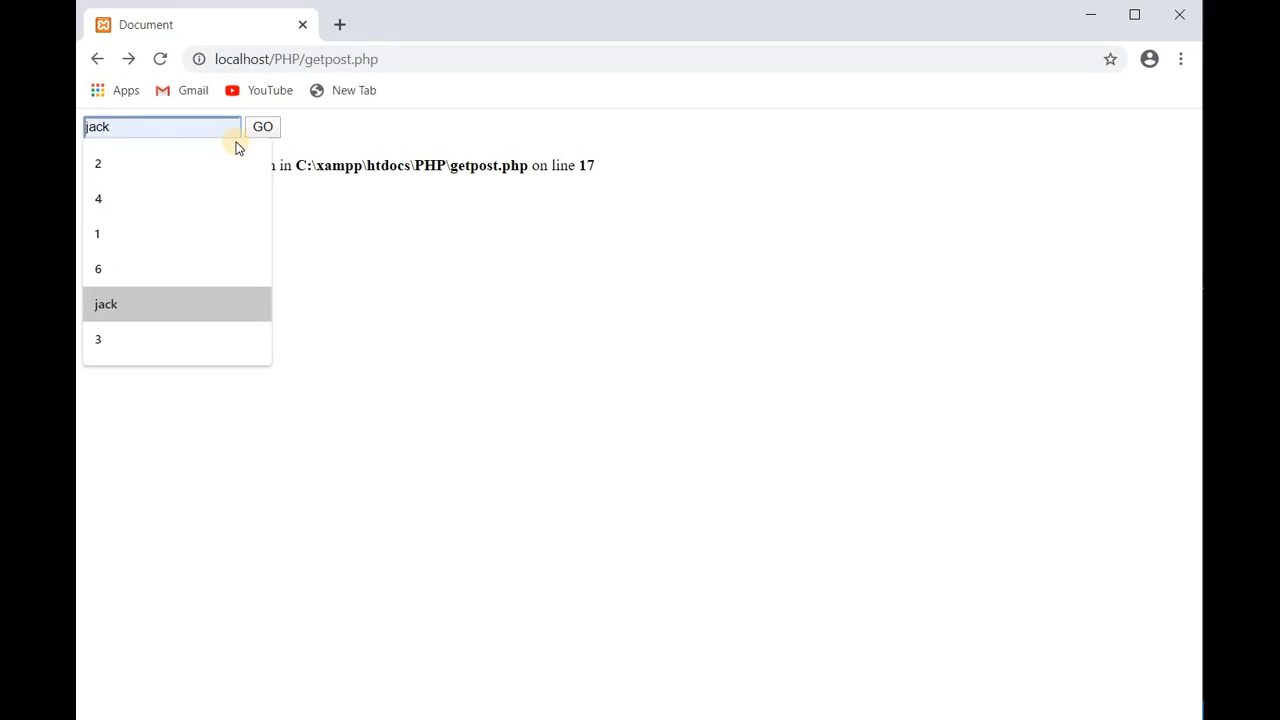 Document
localhost/PHP/getpost.php
Apps Gmail YouTube New Tab
jack GO
in C:\xampp\htdocs\PHP\getpost.php on line 17
2
4
1
6
jack
3